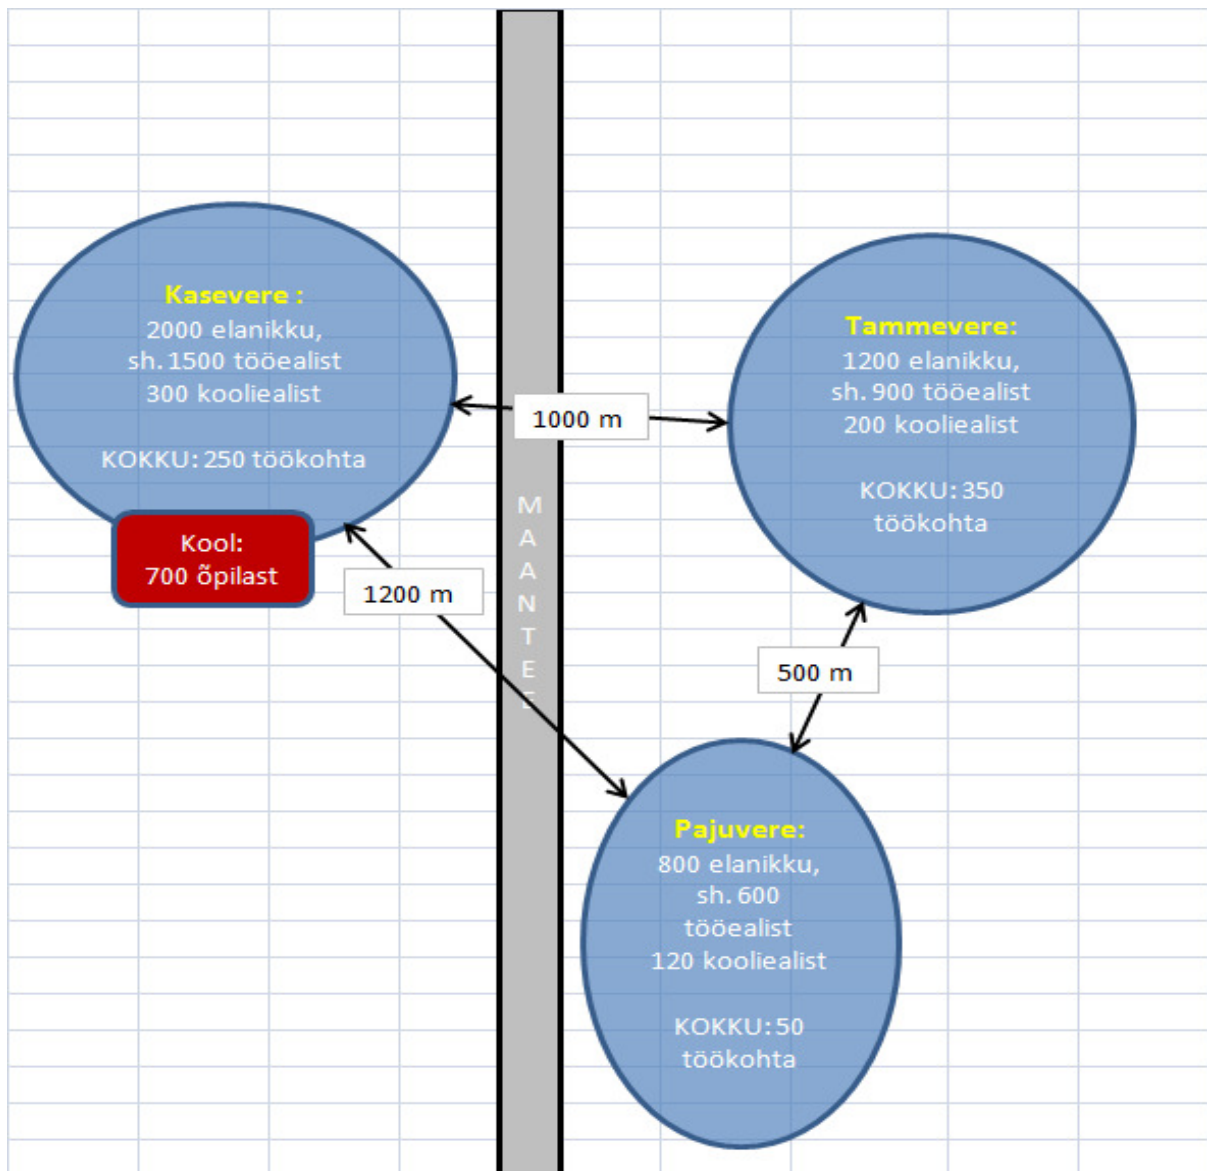 Kasevere :
2000 elanikku,
sh. 1500 tööealist
300 kooliealist
KOKKU: 250 töökohta
Kool:
700 õpilast
1000 m
1200 m
M
A
A
N
T
E
E
Tammevere:
1200 elanikku,
sh. 900 tööealist
200 kooliealist
KOKKU: 350
töökohta
500 m
Pajuvere:
800 elanikku,
sh. 600
tööealist
120 kooliealist
KOKKU: 50
töökohta